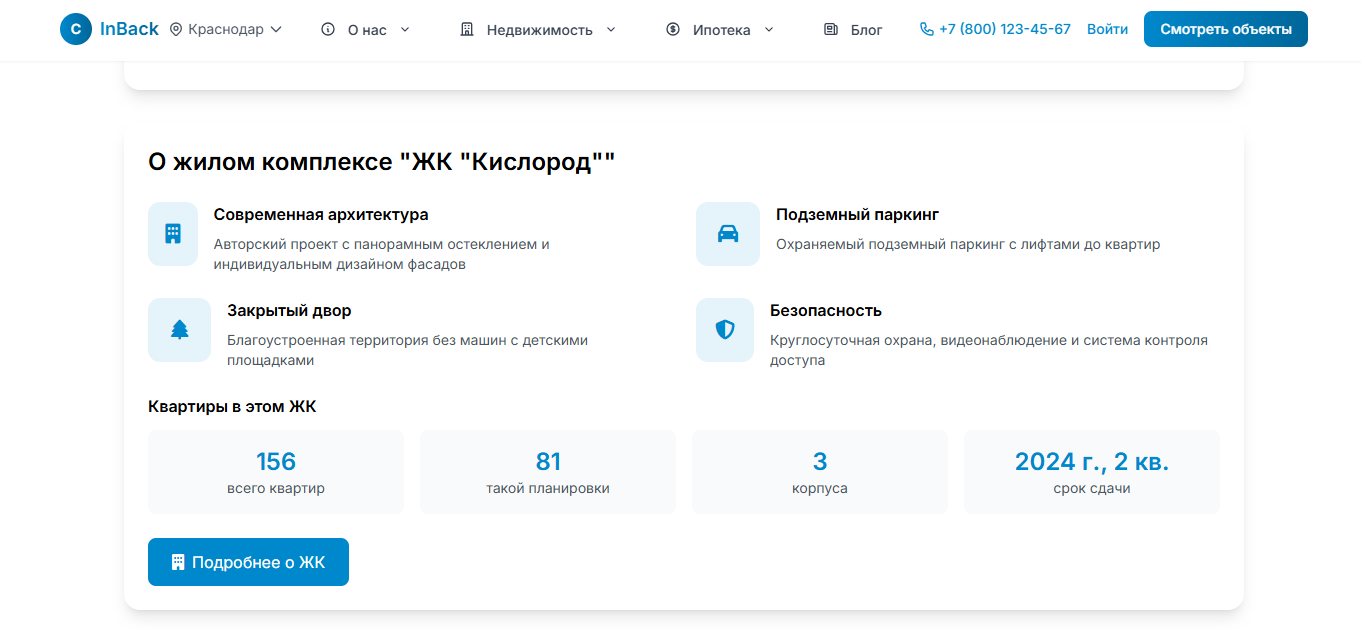 C InBack Краснодар О нас Недвижимость Ипотека Блог +7 (800) 123-45-67 Войти Смотреть объекты
О жилом комплексе "ЖК "Кислород""
Современная архитектура
Авторский проект с панорамным остеклением и
индивидуальным дизайном фасадов
Подземный паркинг
Охраняемый подземный паркинг с лифтами до квартир
Закрытый двор
Благоустроенная территория без машин с детскими
площадками
Безопасность
Круглосуточная охрана, видеонаблюдение и система контроля
доступа
Квартиры в этом ЖК
156
всего квартир
81
такой планировки
3
корпуса
2024 г., 2 кв.
срок сдачи
Подробнее о ЖК